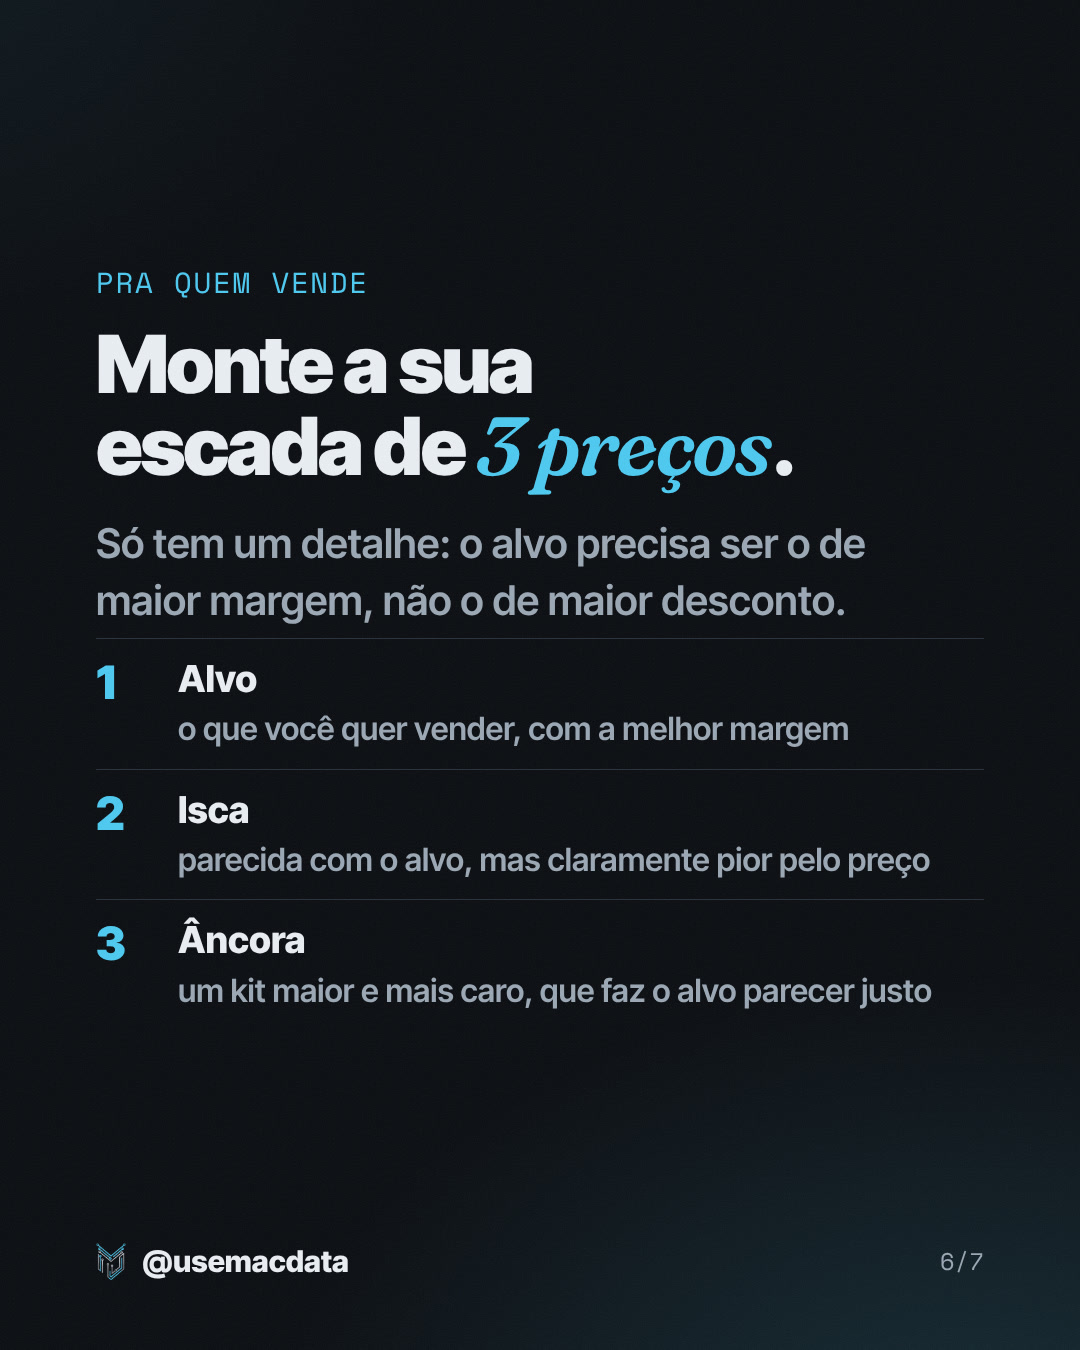 PRA QUEM VENDE
Monte a sua
escada de 3 preços.
Só tem um detalhe: o alvo precisa ser o de
maior margem, não o de maior desconto.
1 Alvo
o que você quer vender, com a melhor margem
2 Isca
parecida com o alvo, mas claramente pior pelo preço
3 Âncora
um kit maior e mais caro, que faz o alvo parecer justo
@usemacdata
6/7